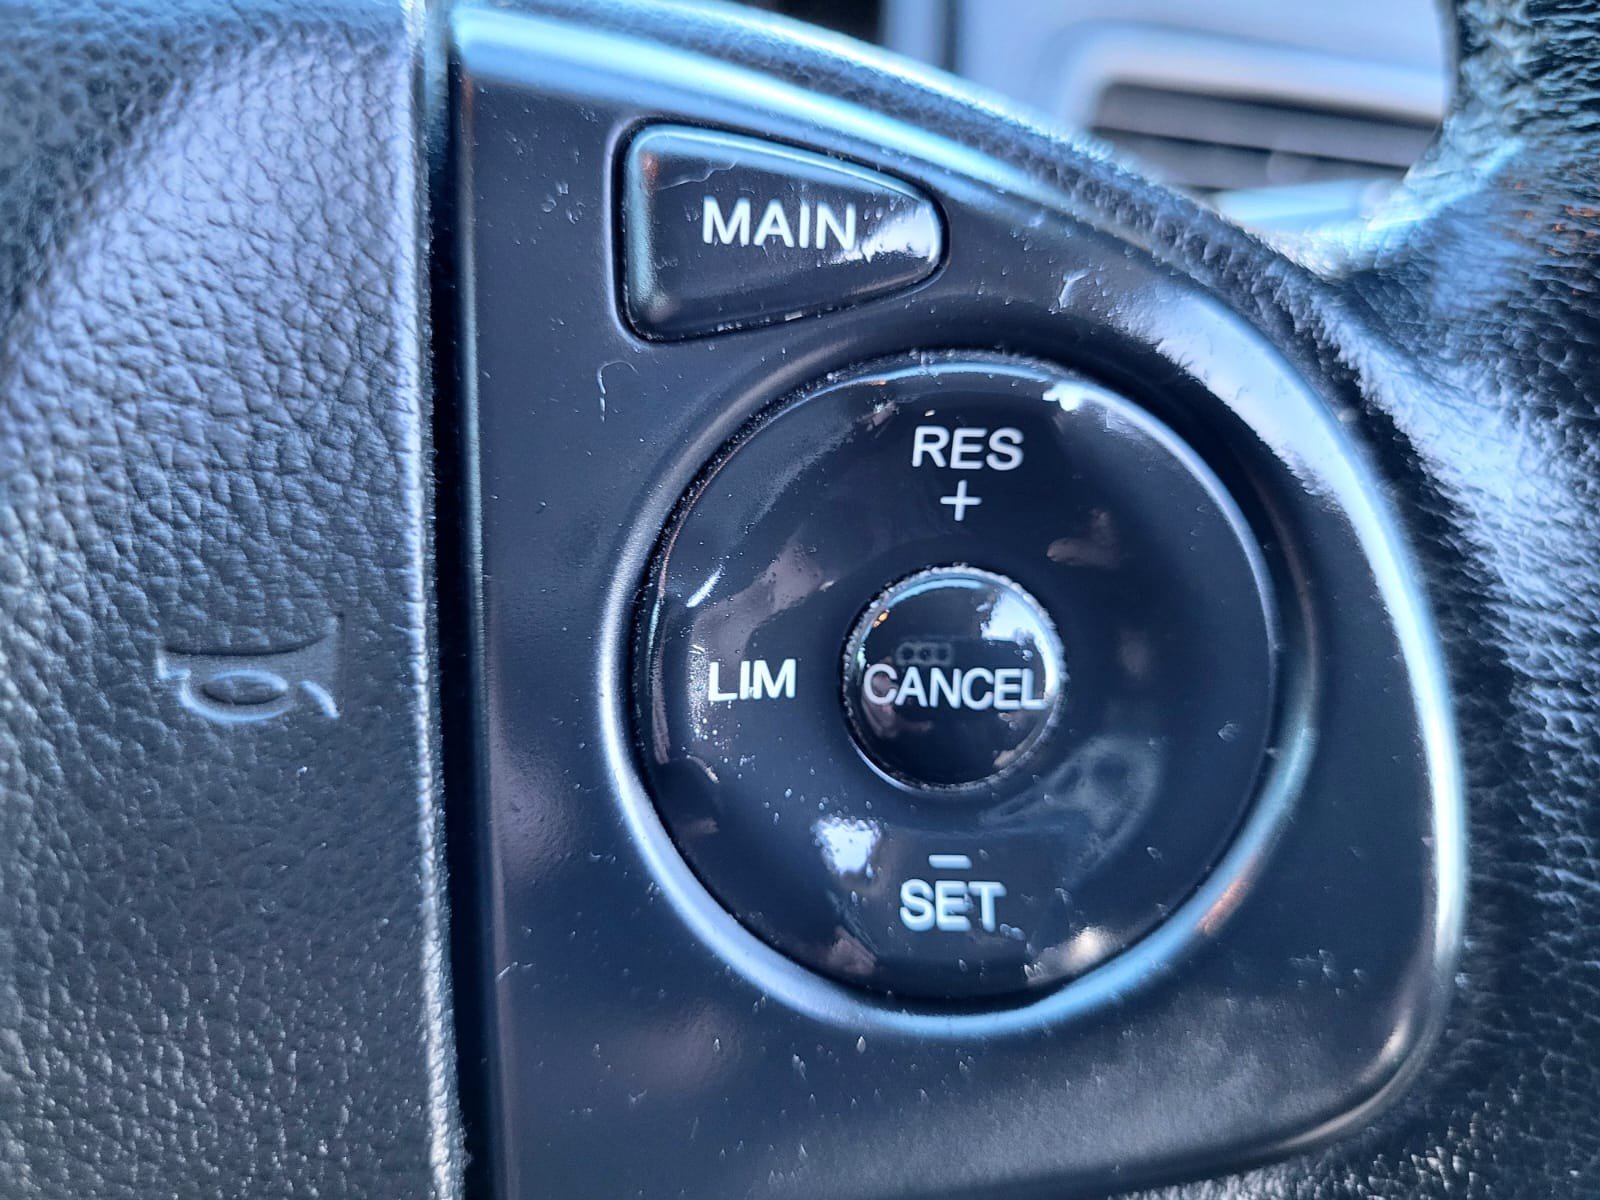 MAIN
RES
+
LIM
CANCEL
–
SET